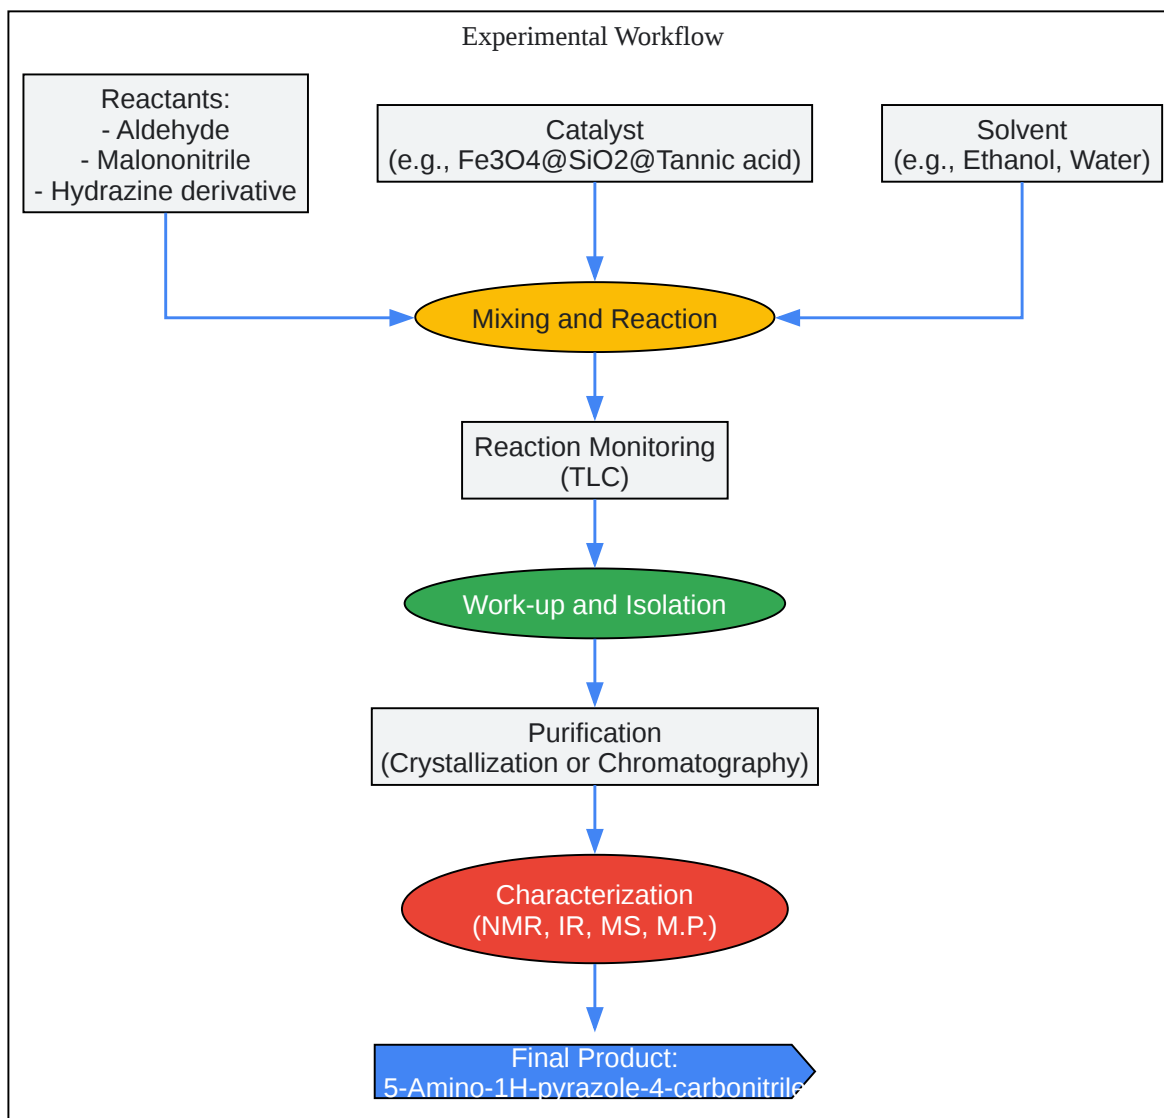 Experimental Workflow
Reactants:
- Aldehyde
- Malononitrile
- Hydrazine derivative
Catalyst
(e.g., Fe3O4@SiO2@Tannic acid)
Solvent
(e.g., Ethanol, Water)
Mixing and Reaction
Reaction Monitoring
(TLC)
Work-up and Isolation
Purification
(Crystallization or Chromatography)
Characterization
(NMR, IR, MS, M.P.)
Final Product:
5-Amino-1H-pyrazole-4-carbonitrile